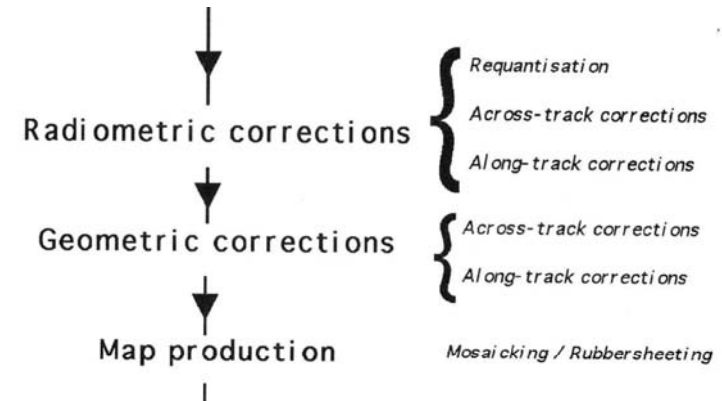 Requantisation
Radiometric corrections
Across-track corrections
Along-track corrections
Geometric corrections
Across-track corrections
Along-track corrections
Map production
Mosaicking / Rubbersheeting